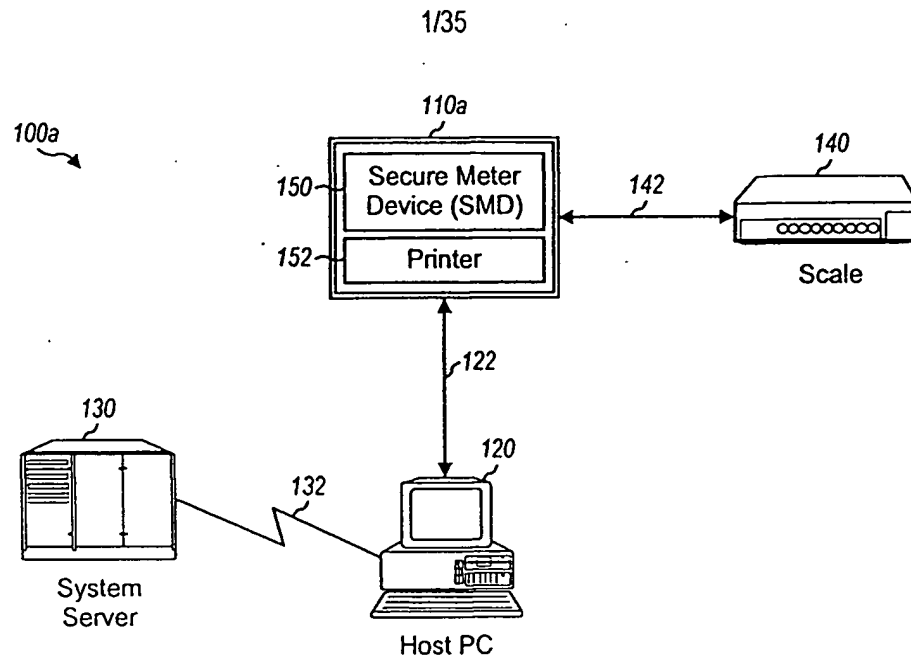 1/35
100a
110a
150
Secure Meter
Device (SMD)
152
Printer
142
140
Scale
122
130
132
120
System
Server
Host PC